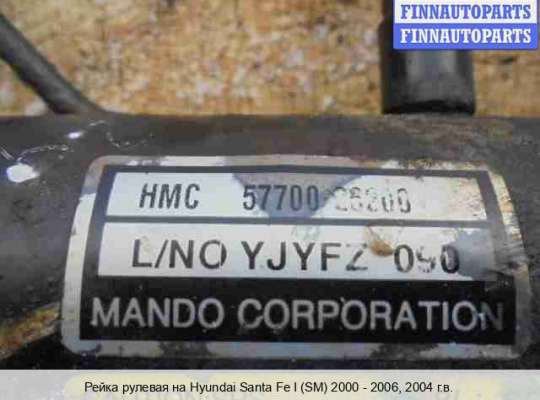 FINNAUTOPARTS
FINNAUTOPARTS
HMC 57700-26200
L/NO YJYFZ 090
MANDO CORPORATION
Рейка рулевая на Hyundai Santa Fe I (SM) 2000 - 2006, 2004 г.в.